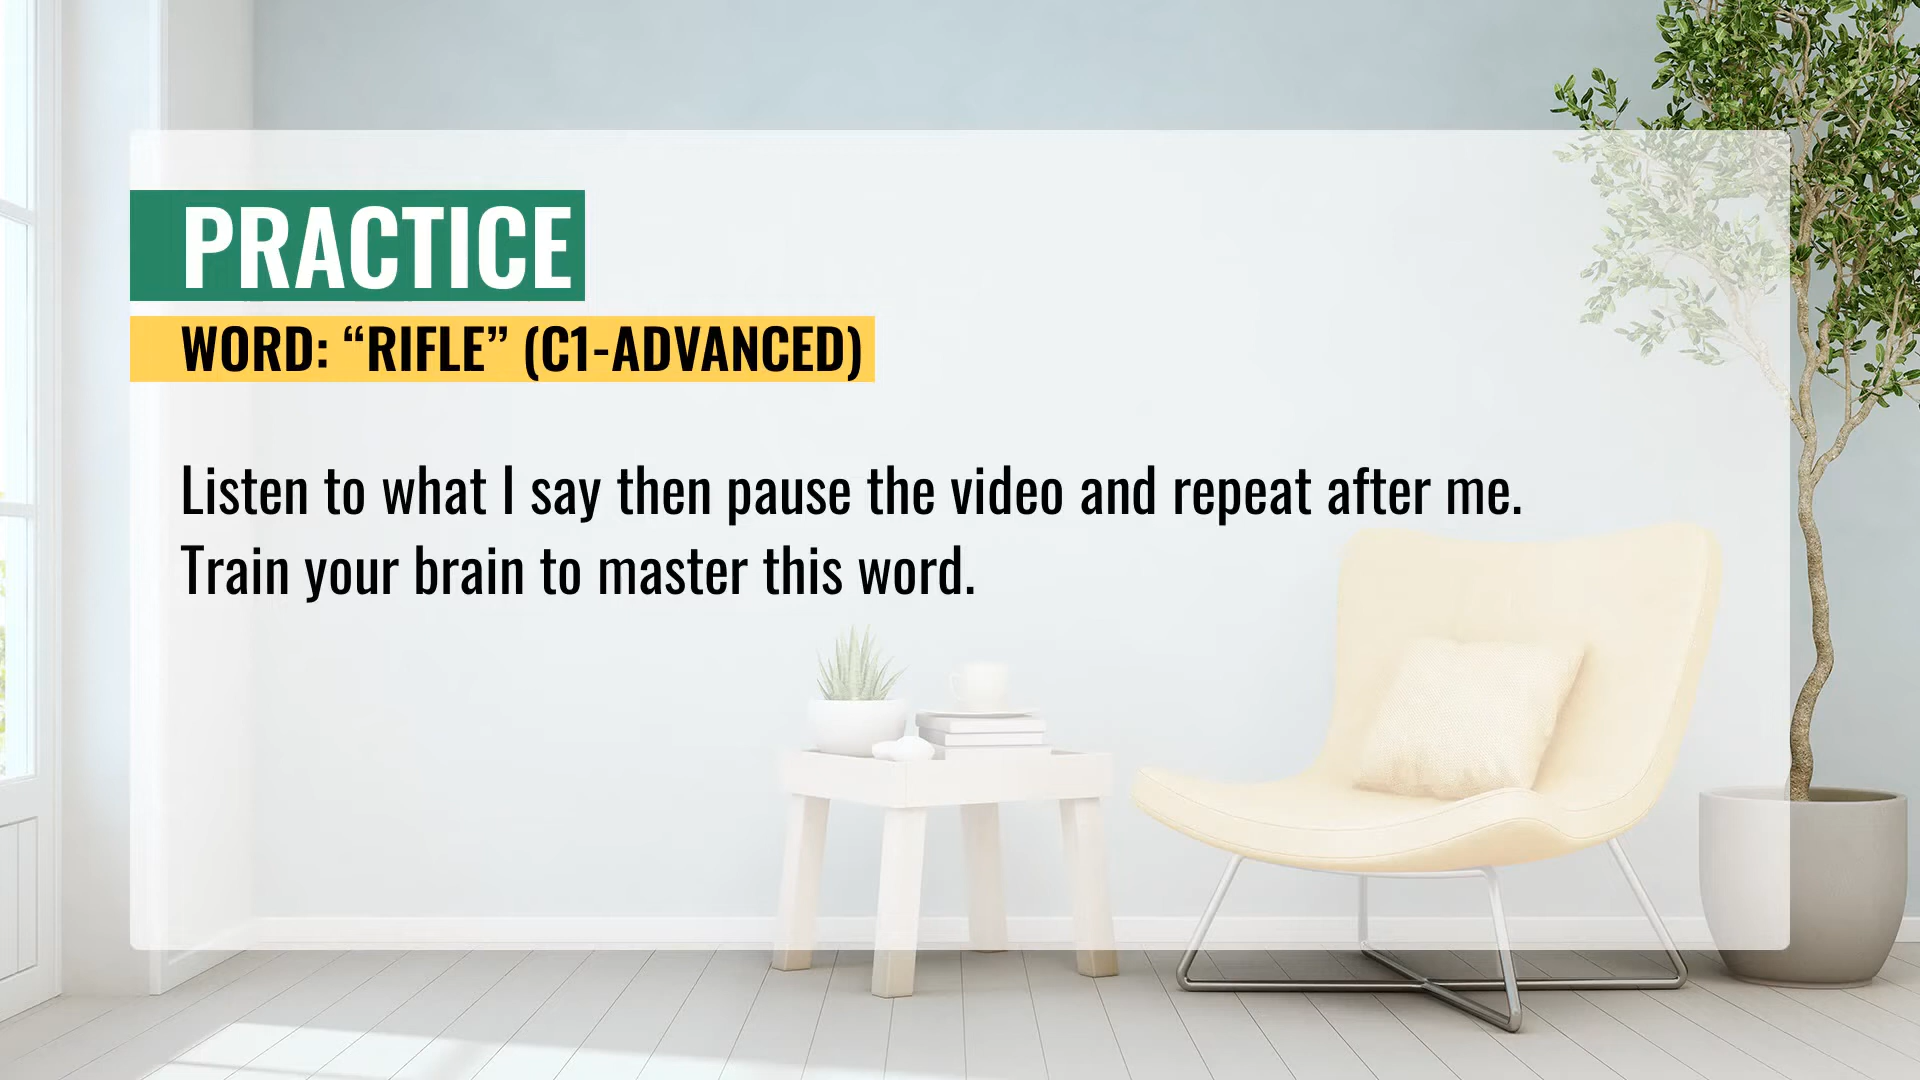 PRACTICE
WORD: “RIFLE” (C1-ADVANCED)
Listen to what I say then pause the video and repeat after me.
Train your brain to master this word.